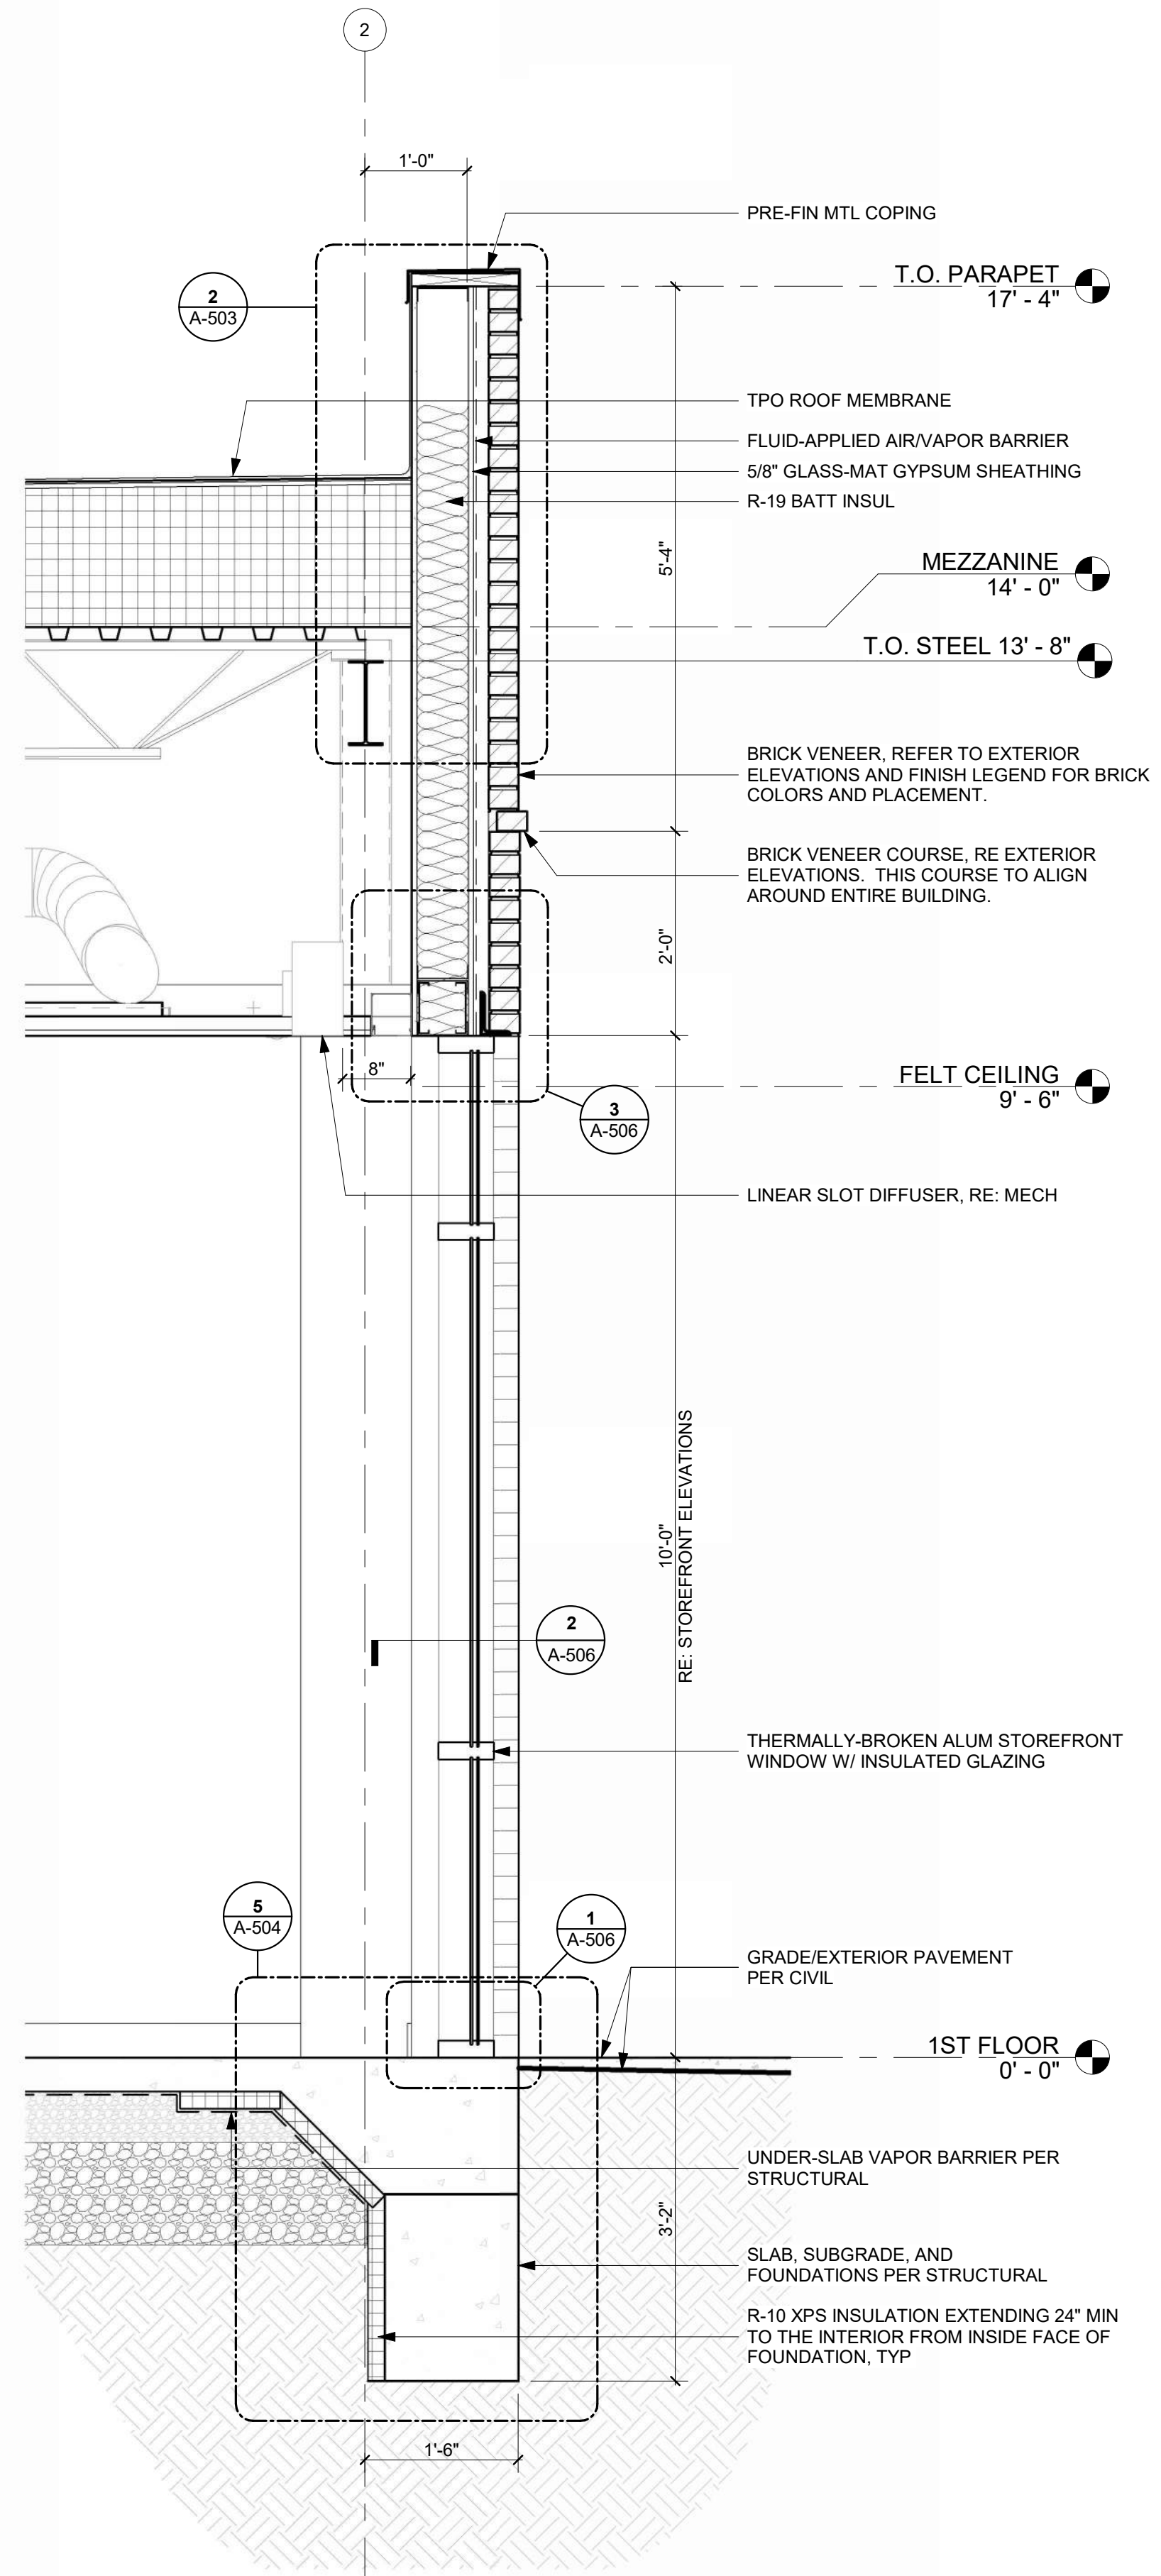 2
1'-0"
PRE-FIN MTL COPING
T.O. PARAPET
17' - 4"
2
A-503
TPO ROOF MEMBRANE
FLUID-APPLIED AIR/VAPOR BARRIER
5/8" GLASS-MAT GYPSUM SHEATHING
R-19 BATT INSUL
5'-4"
MEZZANINE
14' - 0"
T.O. STEEL 13' - 8"
BRICK VENEER, REFER TO EXTERIOR
ELEVATIONS AND FINISH LEGEND FOR BRICK
COLORS AND PLACEMENT.
BRICK VENEER COURSE, RE EXTERIOR
ELEVATIONS. THIS COURSE TO ALIGN
AROUND ENTIRE BUILDING.
2'-0"
8"
FELT CEILING
9' - 6"
3
A-506
LINEAR SLOT DIFFUSER, RE: MECH
10'-0"
RE: STOREFRONT ELEVATIONS
2
A-506
THERMALLY-BROKEN ALUM STOREFRONT
WINDOW W/ INSULATED GLAZING
5
A-504
1
A-506
GRADE/EXTERIOR PAVEMENT
PER CIVIL
1ST FLOOR
0' - 0"
UNDER-SLAB VAPOR BARRIER PER
STRUCTURAL
3'-2"
SLAB, SUBGRADE, AND
FOUNDATIONS PER STRUCTURAL
R-10 XPS INSULATION EXTENDING 24" MIN
TO THE INTERIOR FROM INSIDE FACE OF
FOUNDATION, TYP
1'-6"